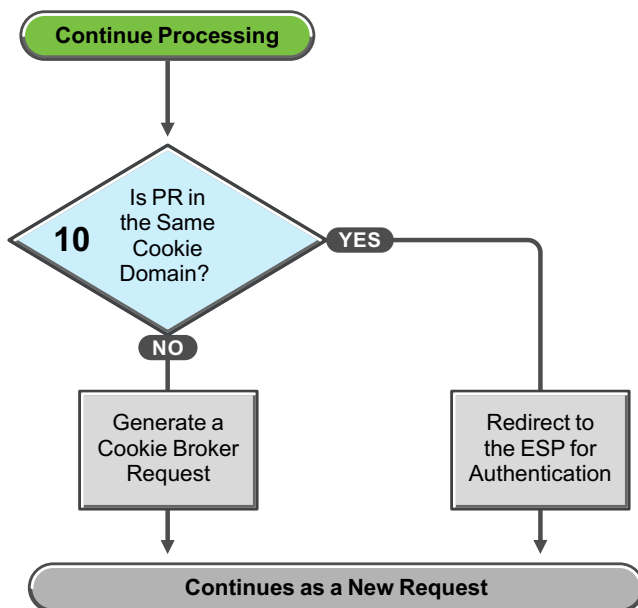 Continue Processing
10
Is PR in
the Same
Cookie
Domain?
YES
NO
Generate a
Cookie Broker
Request
Redirect to
the ESP for
Authentication
Continues as a New Request